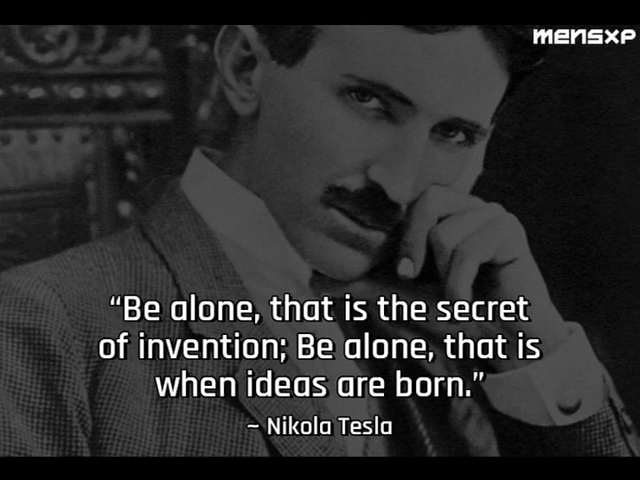 mensxp
“Be alone, that is the secret
of invention; Be alone, that is
when ideas are born.”
~ Nikola Tesla